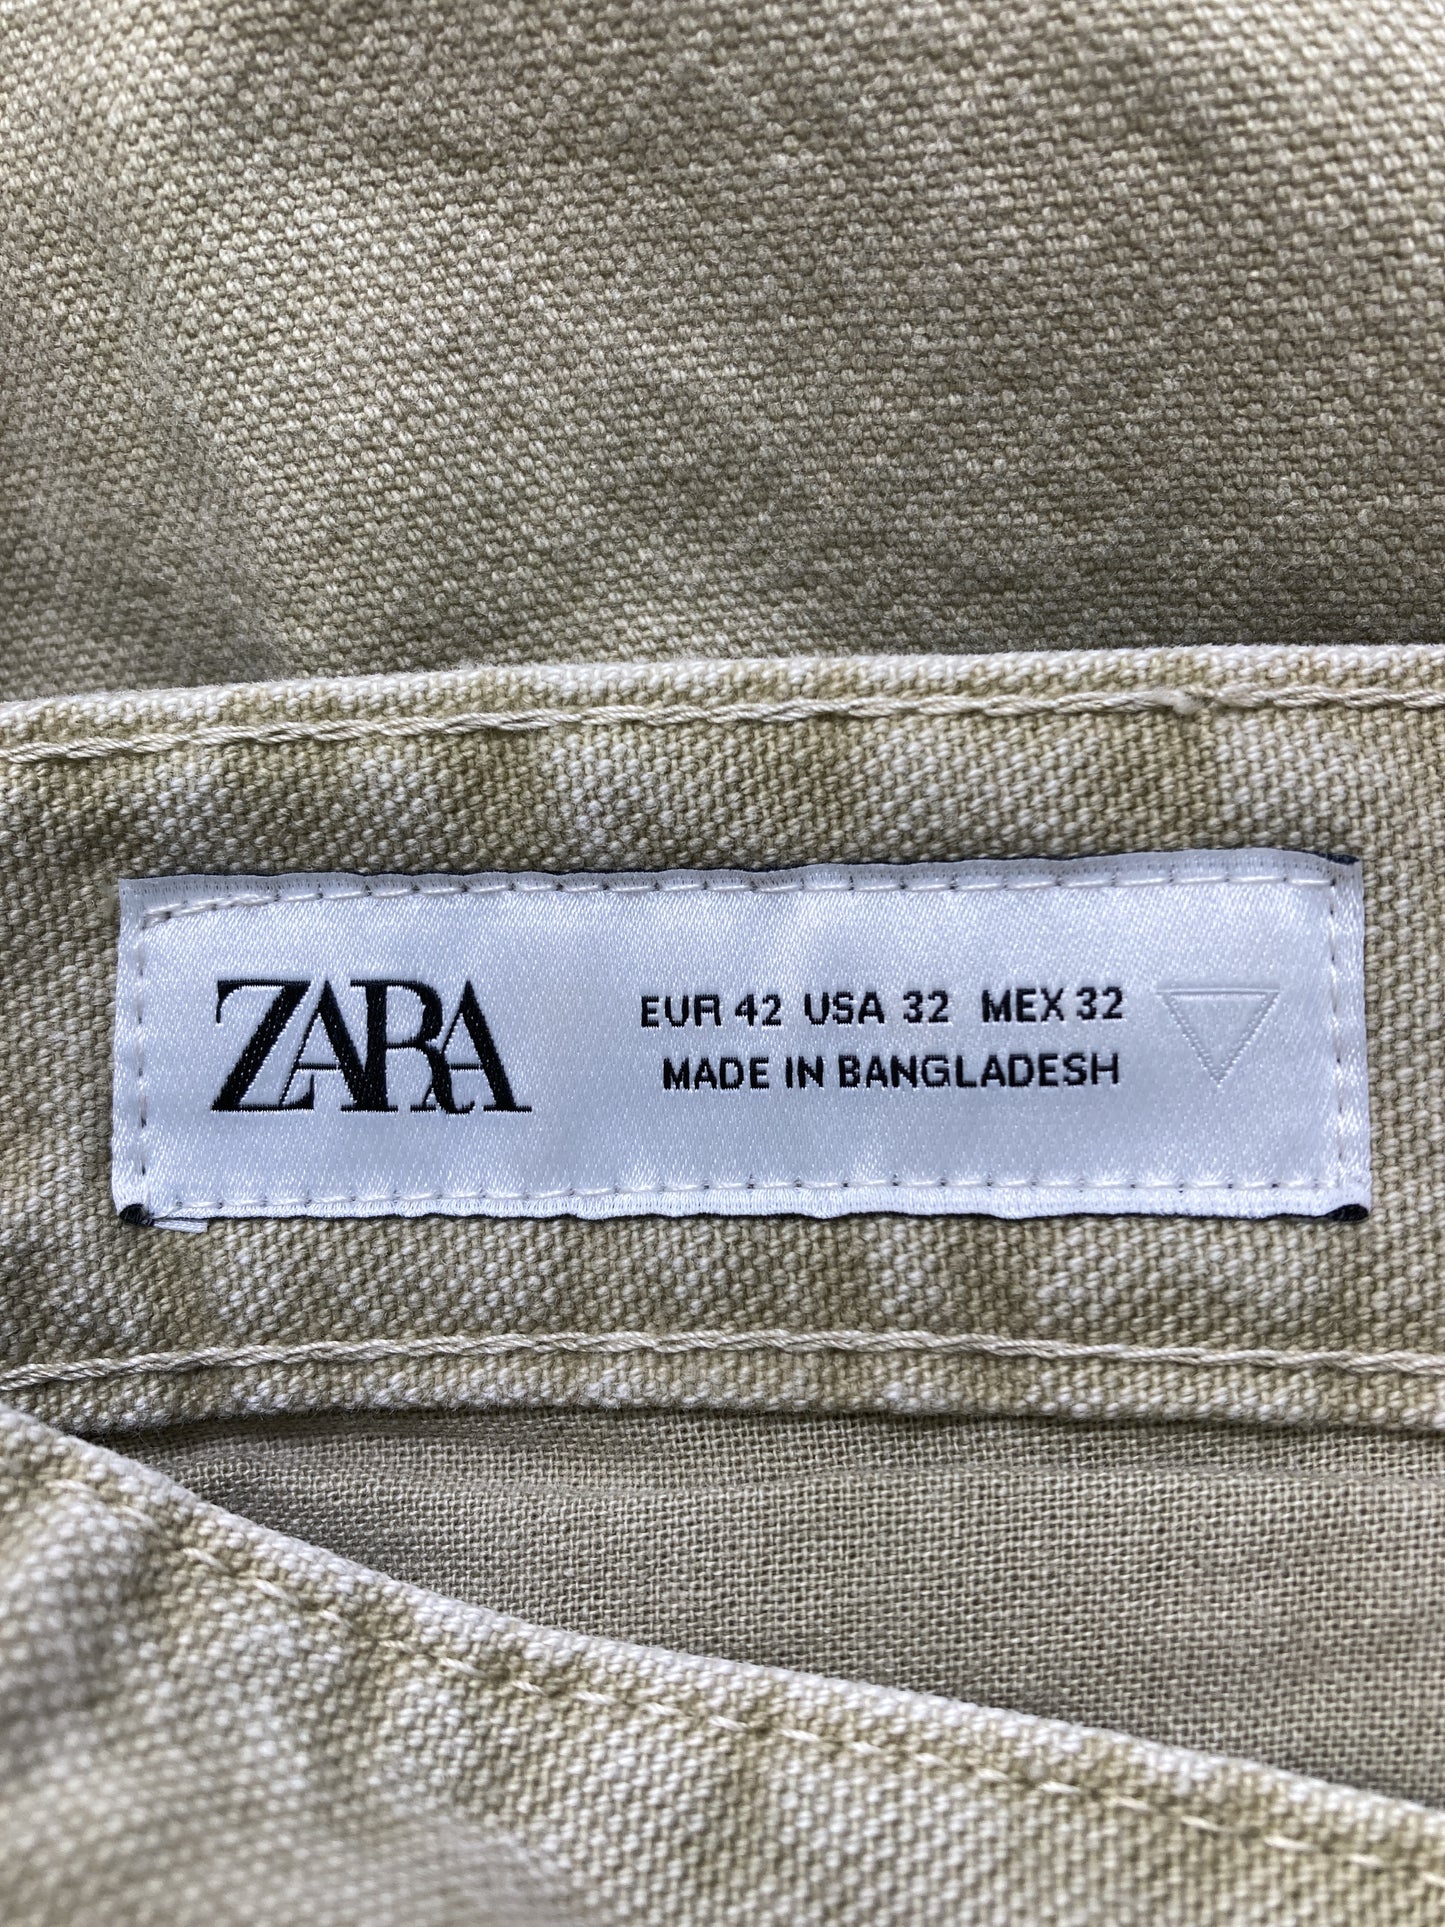 ZARA
EUR 42 USA 32 MEX 32
MADE IN BANGLADESH